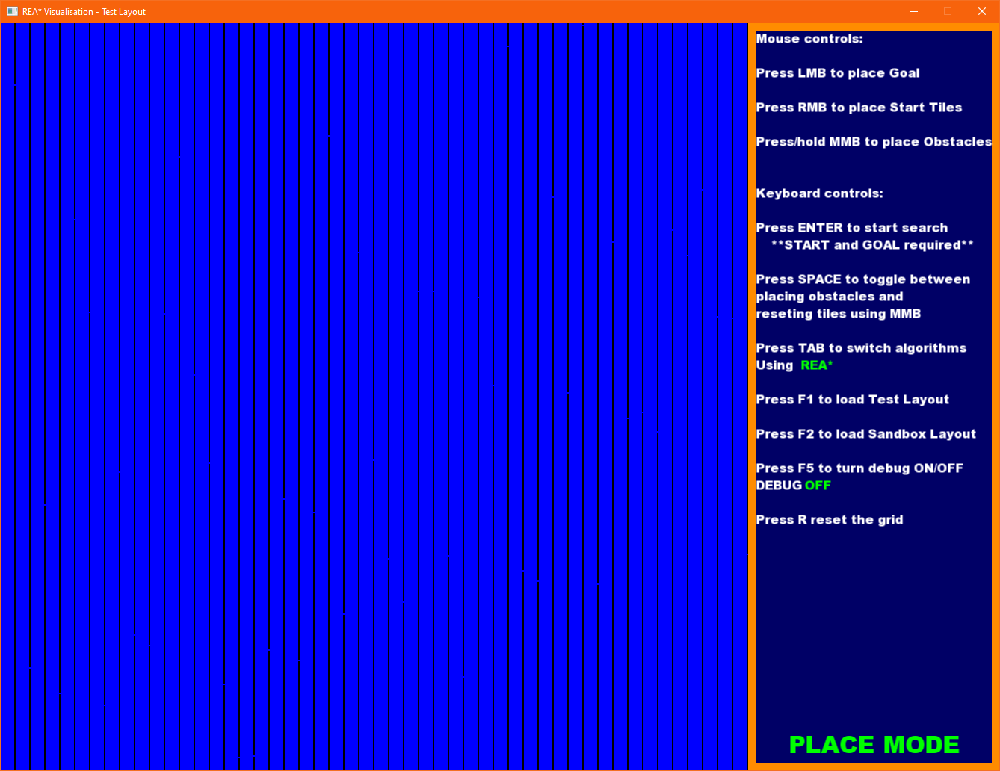 REA* Visualisation - Test Layout
Mouse controls:
Press LMB to place Goal
Press RMB to place Start Tiles
Press/hold MMB to place Obstacles
Keyboard controls:
Press ENTER to start search
**START and GOAL required**
Press SPACE to toggle between
placing obstacles and
reseting tiles using MMB
Press TAB to switch algorithms
Using REA*
Press F1 to load Test Layout
Press F2 to load Sandbox Layout
Press F5 to turn debug ON/OFF
DEBUG OFF
Press R reset the grid
PLACE MODE